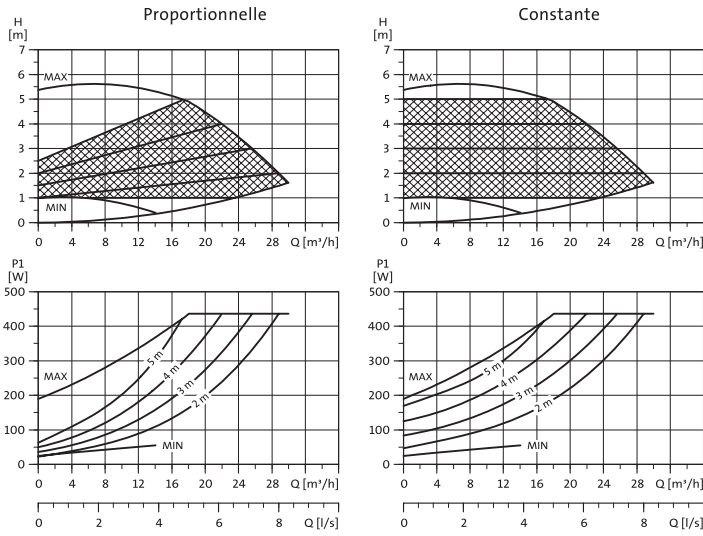 Proportionnelle
Constante
H
[m]
7
6
5
4
3
2
1
0
MAX
MIN
0 4 8 12 16 20 24 28 Q [m³/h]
H
[m]
7
6
5
4
3
2
1
0
MAX
MIN
0 4 8 12 16 20 24 28 Q [m³/h]
P1
[W]
500
400
300
200
100
0
MAX
5 m
4 m
3 m
2 m
MIN
0 4 8 12 16 20 24 28 Q [m³/h]
0 2 4 6 8 Q [l/s]
P1
[W]
500
400
300
200
100
0
MAX
5 m
4 m
3 m
2 m
MIN
0 4 8 12 16 20 24 28 Q [m³/h]
0 2 4 6 8 Q [l/s]